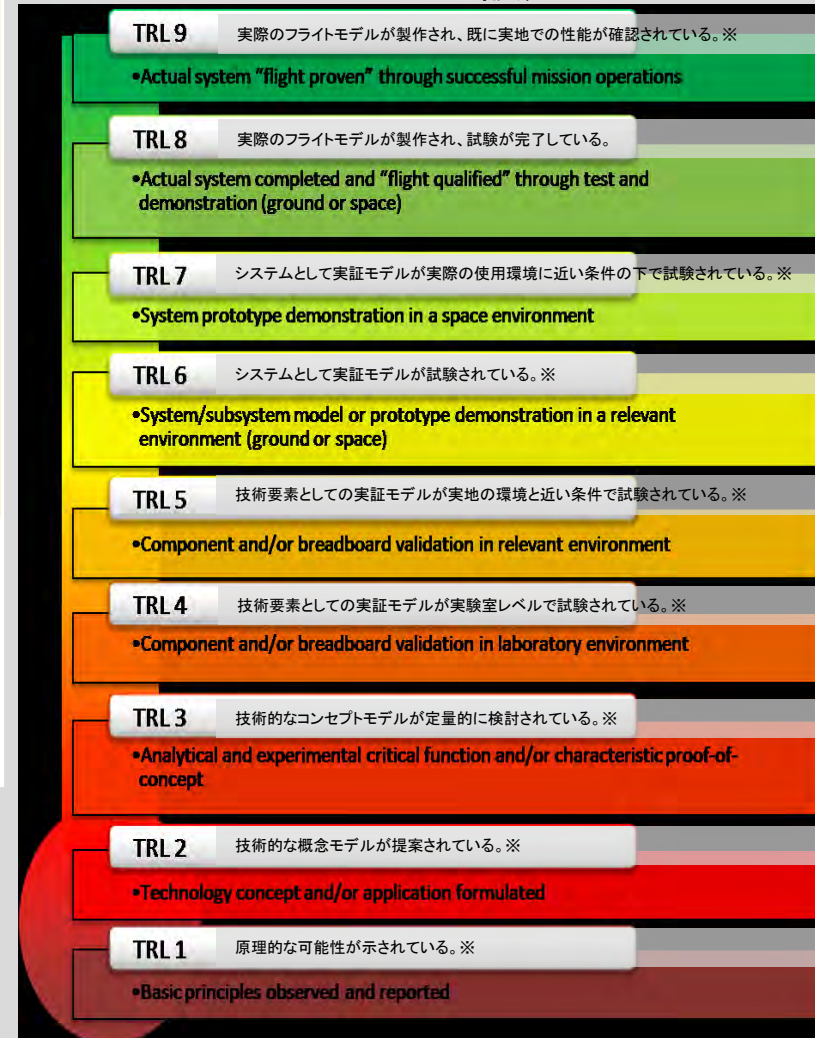 TRL 9 実際のフライトモデルが製作され、既に実地での性能が確認されている。※
•Actual system “flight proven” through successful mission operations
TRL 8 実際のフライトモデルが製作され、試験が完了している。
•Actual system completed and “flight qualified” through test and
demonstration (ground or space)
TRL 7 システムとして実証モデルが実際の使用環境に近い条件の下で試験されている。※
•System prototype demonstration in a space environment
TRL 6 システムとして実証モデルが試験されている。※
•System/subsystem model or prototype demonstration in a relevant
environment (ground or space)
TRL 5 技術要素としての実証モデルが実地の環境と近い条件で試験されている。※
•Component and/or breadboard validation in relevant environment
TRL 4 技術要素としての実証モデルが実験室レベルで試験されている。※
•Component and/or breadboard validation in laboratory environment
TRL 3 技術的なコンセプトモデルが定量的に検討されている。※
•Analytical and experimental critical function and/or characteristic proof-of-
concept
TRL 2 技術的な概念モデルが提案されている。※
•Technology concept and/or application formulated
TRL 1 原理的な可能性が示されている。※
•Basic principles observed and reported